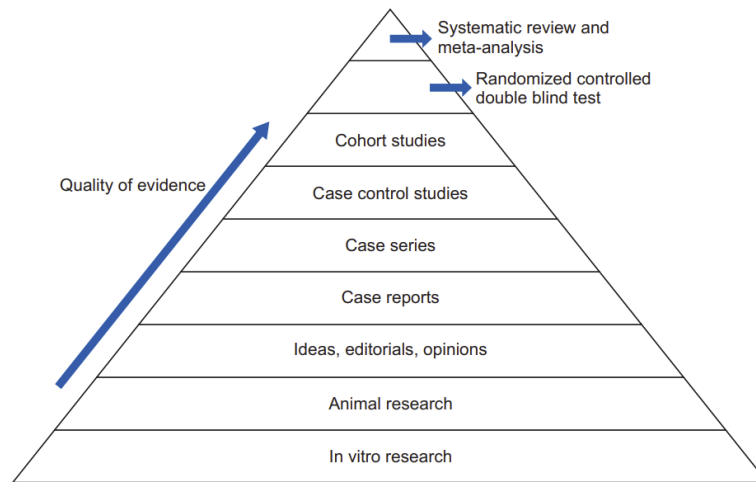 Systematic review and
meta-analysis
Randomized controlled
double blind test
Cohort studies
Quality of evidence
Case control studies
Case series
Case reports
Ideas, editorials, opinions
Animal research
In vitro research